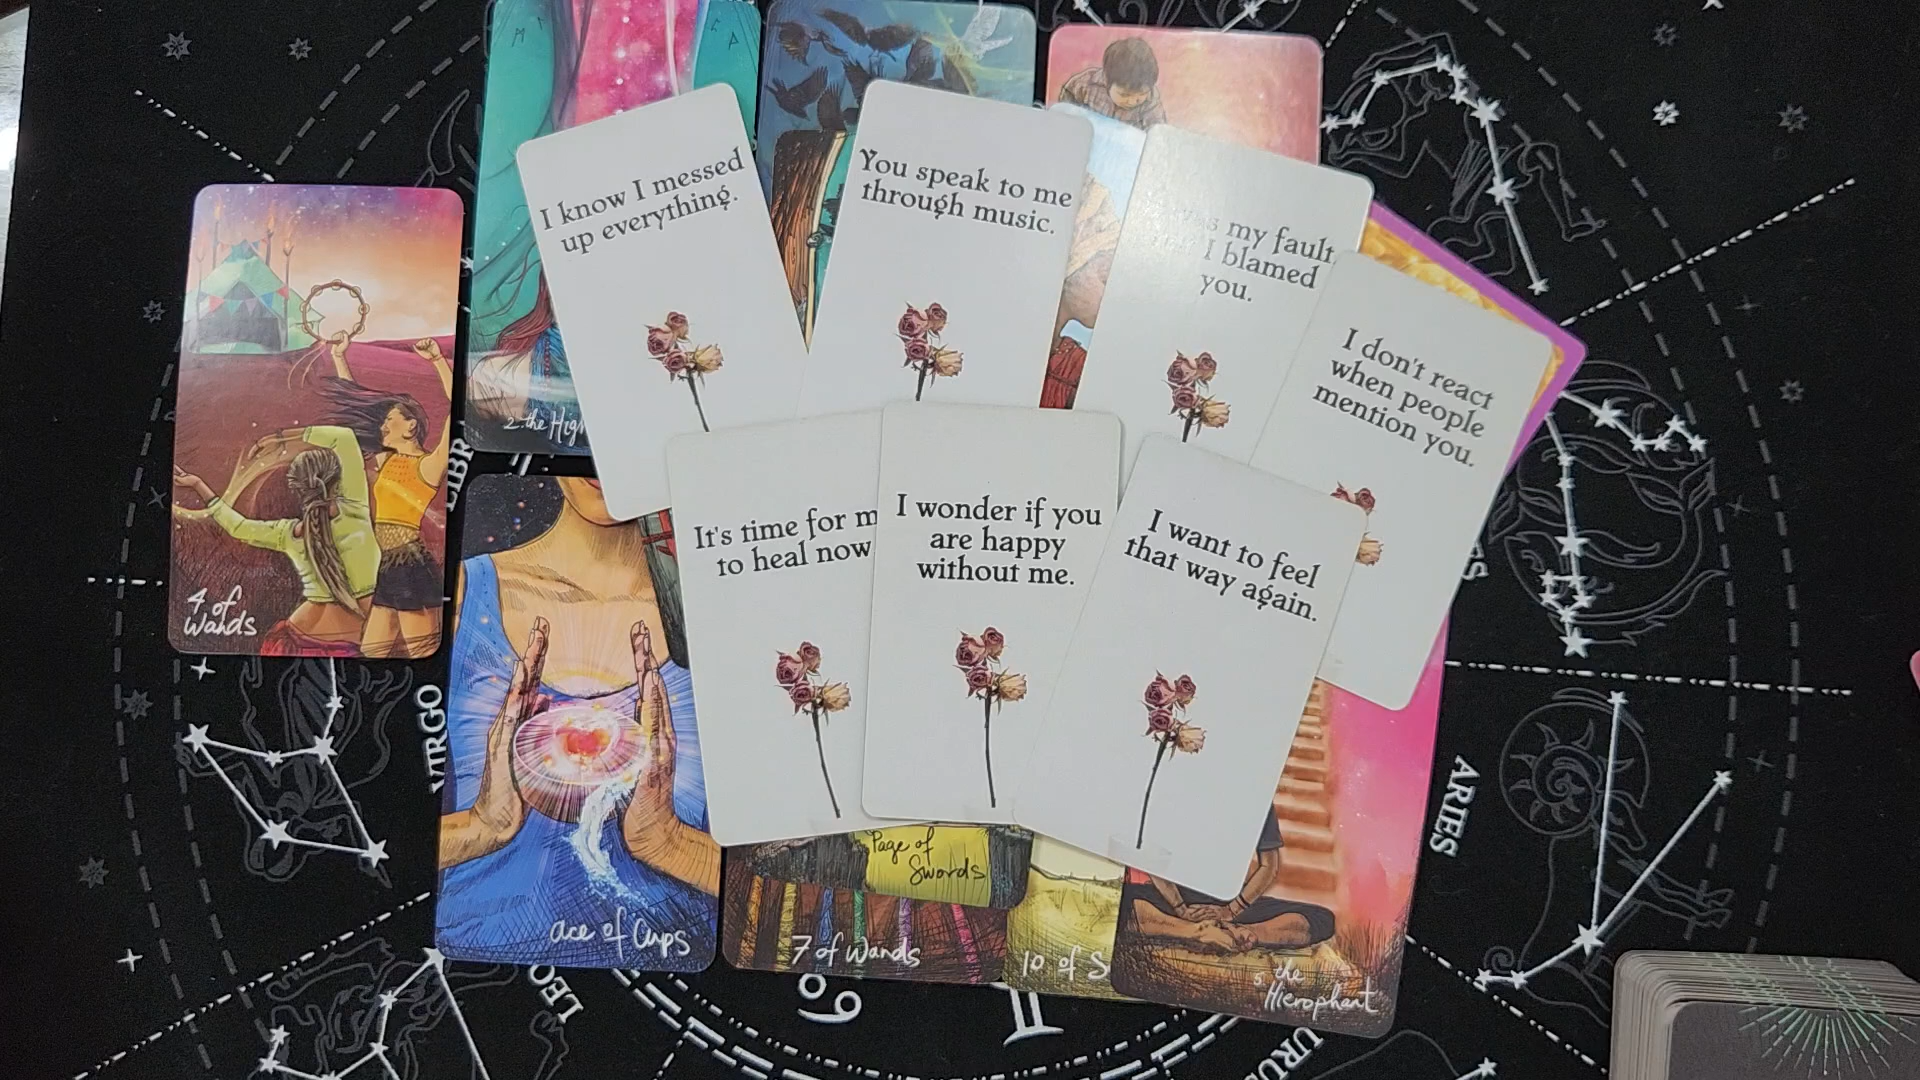 I know I messed
up everything.
You speak to me
through music.
s my fault,
I blamed
you.
I don't react
when people
mention you.
It's time for m
to heal now
I wonder if you
are happy
without me.
I want to feel
that way again.
4 of
Wands
2. the High
ace of Cups
Page of
Swords
7 of Wands
10 of S
5 the
Hierophant
LIBR
VIRGO
LEO
ARIES